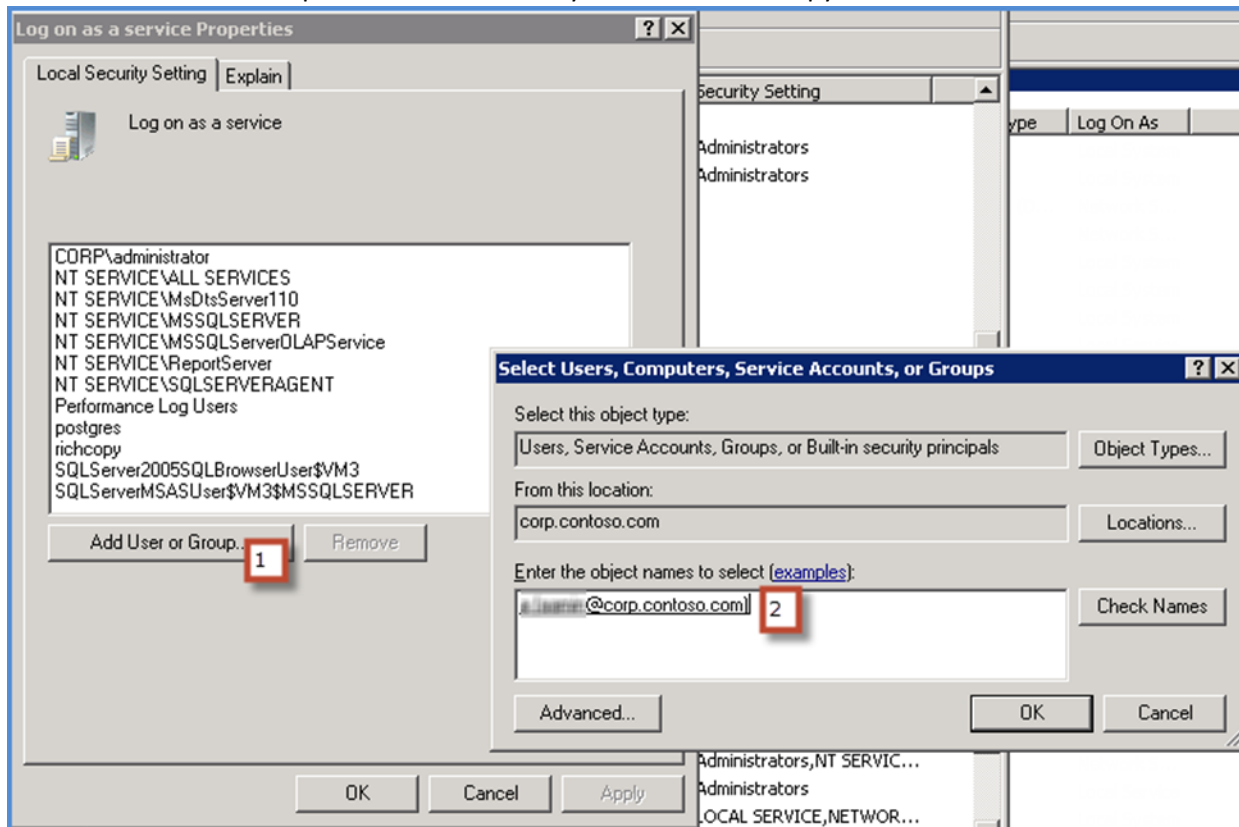 Log on as a service Properties
Local Security Setting
Explain
Log on as a service
CORP\administrator
NT SERVICE\ALL SERVICES
NT SERVICE\MsDtsServer110
NT SERVICE\MSSQLSERVER
NT SERVICE\MSSQLServerOLAPService
NT SERVICE\ReportServer
NT SERVICE\SQLSERVERAGENT
Performance Log Users
postgres
richcopy
SQLServer2005SQLBrowserUser$VM3
SQLServerMSASUser$VM3$MSSQLSERVER
Add User or Group...
1
Remove
OK
Cancel
Apply
Security Setting
Administrators
Administrators
ype
Log On As
Select Users, Computers, Service Accounts, or Groups
Select this object type:
Users, Service Accounts, Groups, or Built-in security principals
Object Types...
From this location:
corp.contoso.com
Locations...
Enter the object names to select (examples):
@corp.contoso.com)
2
Check Names
Advanced...
OK
Cancel
Administrators,NT SERVIC...
Administrators
LOCAL SERVICE,NETWOR...